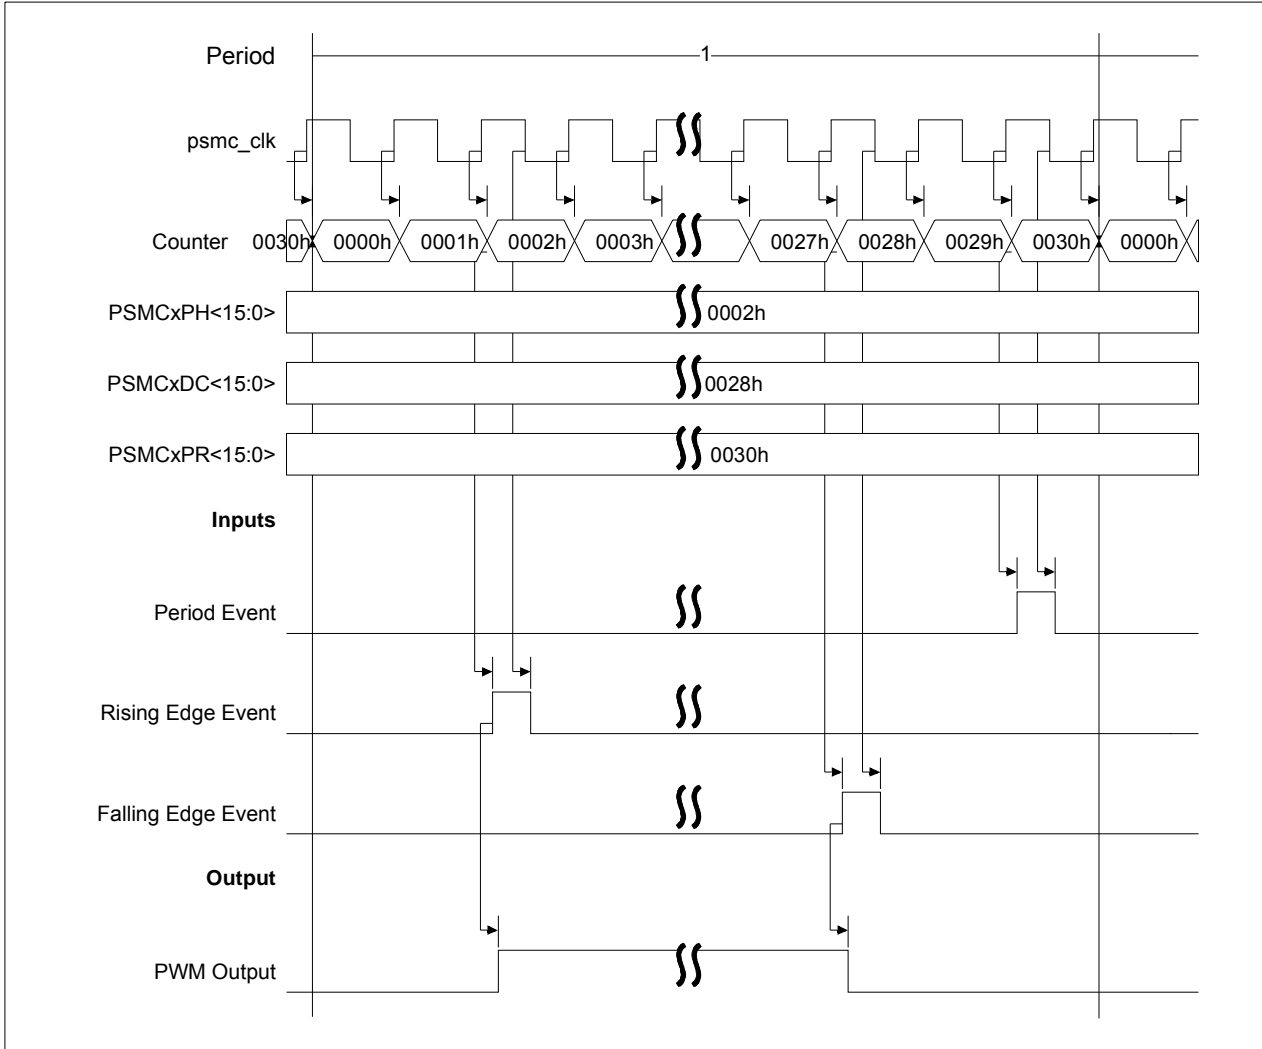 Period
1
psmc_clk
Counter 0030h 0000h 0001h 0002h 0003h 0027h 0028h 0029h 0030h 0000h
PSMCxPH<15:0> 0002h
PSMCxDC<15:0> 0028h
PSMCxPR<15:0> 0030h
Inputs
Period Event
Rising Edge Event
Falling Edge Event
Output
PWM Output